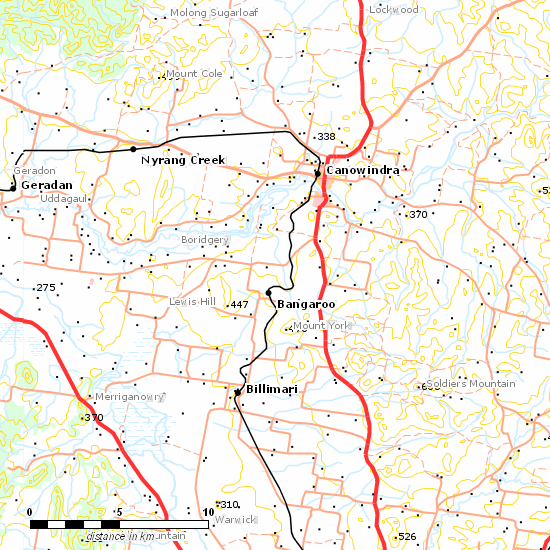 Lockwood
Molong Sugarloaf
Mount Cole
338
Nyrang Creek
Geradon
Canowindra
Geradan
Uddagaul
370
Boridgery
275
Lewis Hill
447
Bangaroo
Mount York
Billimari
Soldiers Mountain
Merriganowry
370
310
Warwick
526
0 5 10
distance in km